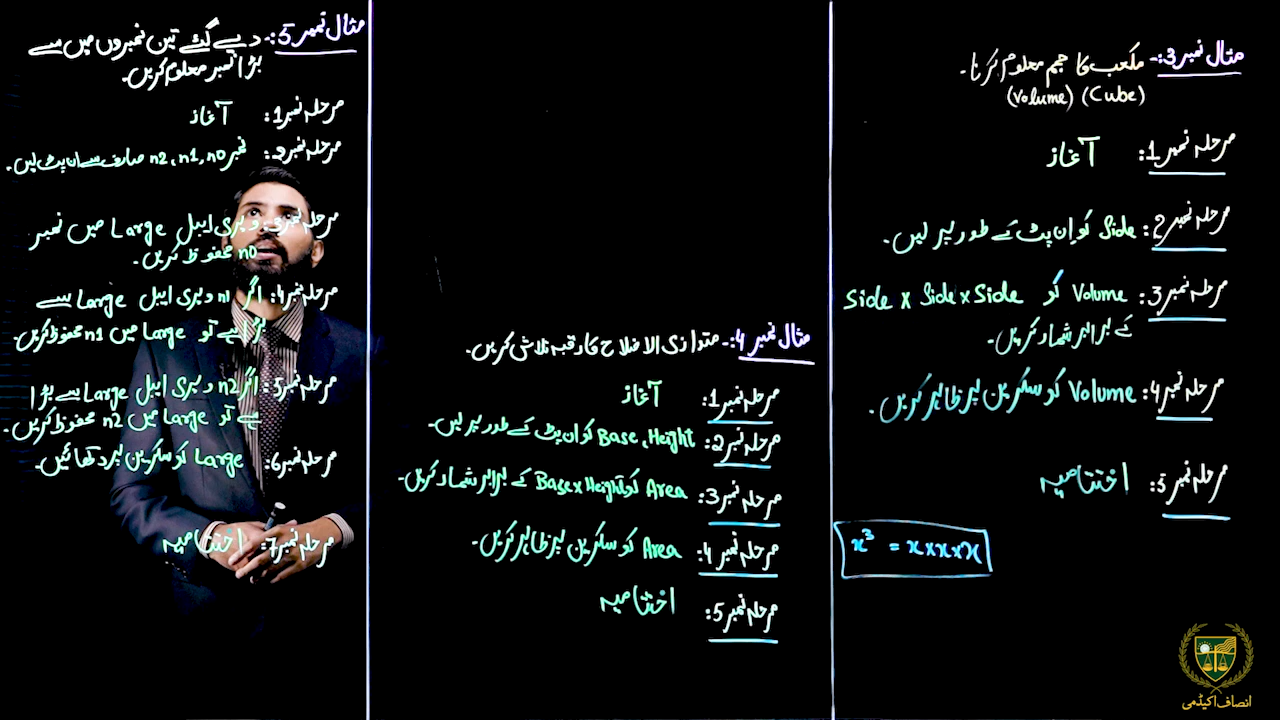 مثال نمبر 3:- مکعب کا حجم معلوم کرنا۔
(Volume) (Cube)
مرحلہ نمبر 1: آغاز
مرحلہ نمبر 2: Side کو اِن پٹ کے طور پر لیں۔
مرحلہ نمبر 3: Volume کو Side x Side x Side
کے برابر شمار کریں۔
مرحلہ نمبر 4: Volume کو سکرین پر ظاہر کریں۔
مرحلہ نمبر 5: اختتامیہ
x³ = x×x×x
مثال نمبر 4:- متوازی الاضلاح کا رقبہ تلاش کریں۔
مرحلہ نمبر 1: آغاز
مرحلہ نمبر 2: Base, Height کو ان پٹ کے طور پر لیں۔
مرحلہ نمبر 3: Area کو Base x Height کے برابر شمار کریں۔
مرحلہ نمبر 4: Area کو سکرین پر ظاہر کریں۔
مرحلہ نمبر 5: اختتامیہ
مثال نمبر 5:- دیے گئے تین نمبروں میں سے
بڑا نمبر معلوم کریں۔
مرحلہ نمبر 1: آغاز
مرحلہ نمبر 2: نمبر n0, n1, n2 صارف سے ان پٹ لیں۔
مرحلہ نمبر 3: ویری ایبل Large میں نمبر
n0 محفوظ کریں۔
مرحلہ نمبر 4: اگر n1 ویری ایبل Large سے
بڑا ہے تو Large میں n1 محفوظ کریں
مرحلہ نمبر 5: اگر n2 ویری ایبل Large سے بڑا
ہے تو Large میں n2 محفوظ کریں۔
مرحلہ نمبر 6: Large کو سکرین پر دکھائیں۔
مرحلہ نمبر 7: اختتامیہ
انصاف اکیڈمی